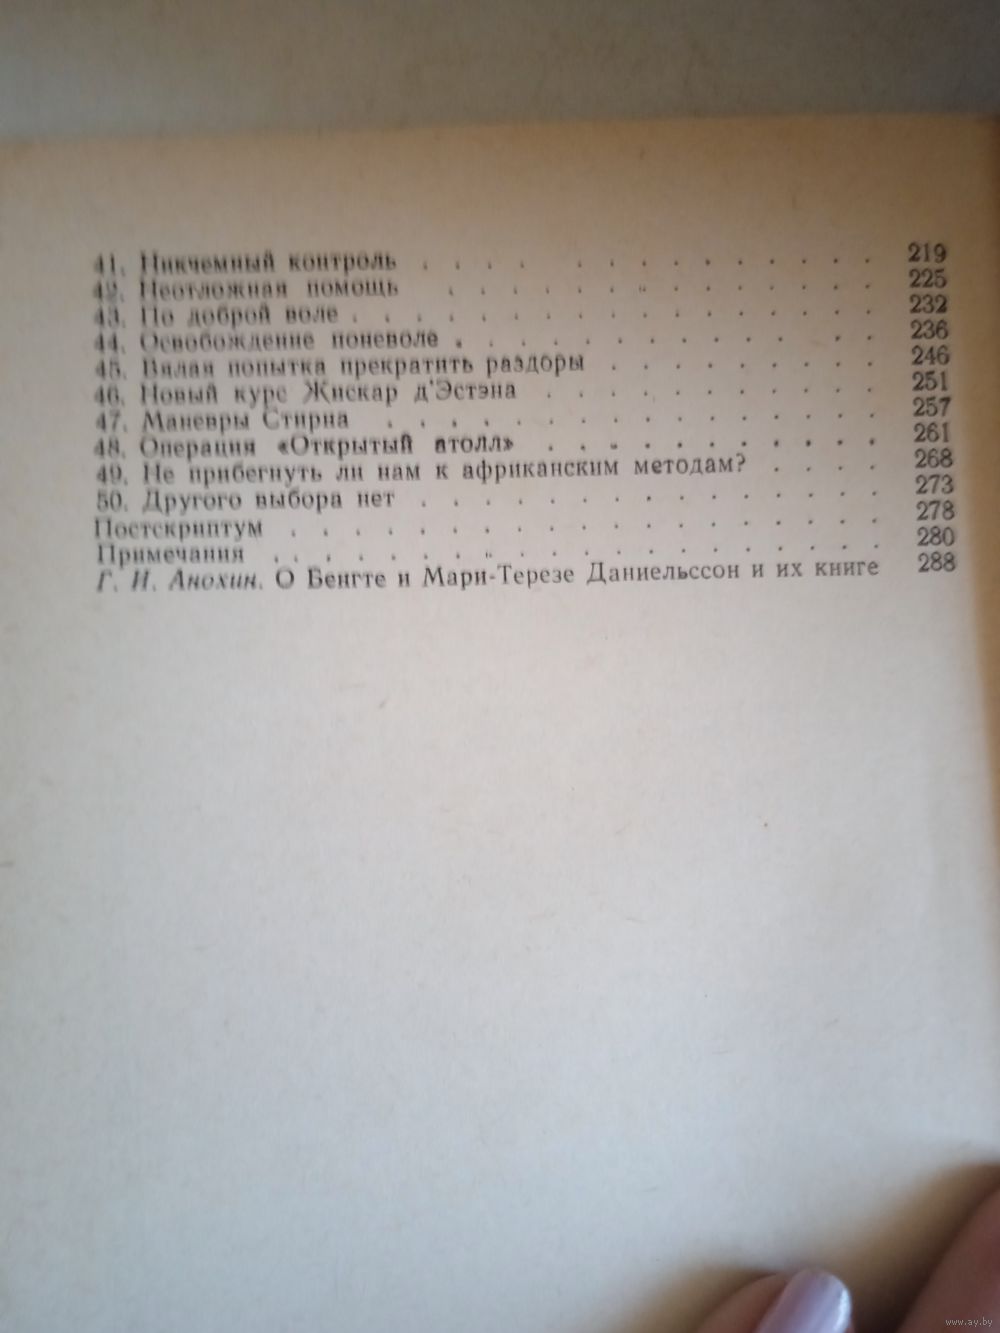 41. Никчемный контроль . . . . . . . . . . . . . . 219
42. Неотложная помощь . . . . . . . . . . . . . . 225
43. По доброй воле . . . . . . . . . . . . . . . . 232
44. Освобождение поневоле . . . . . . . . . . . . . 236
45. Вялая попытка прекратить раздоры . . . . . . . . . 246
46. Новый курс Жискар д'Эстэна . . . . . . . . . . . 251
47. Маневры Стирна . . . . . . . . . . . . . . . 257
48. Операция «Открытый атолл» . . . . . . . . . . . 261
49. Не прибегнуть ли нам к африканским методам? . . . . 268
50. Другого выбора нет . . . . . . . . . . . . . . 273
Постскриптум . . . . . . . . . . . . . . . . . 278
Примечания . . . . . . . . . . . . . . . . . . 280
Г. И. Анохин. О Бенгте и Мари-Терезе Даниельссон и их книге 288
www.ay.by